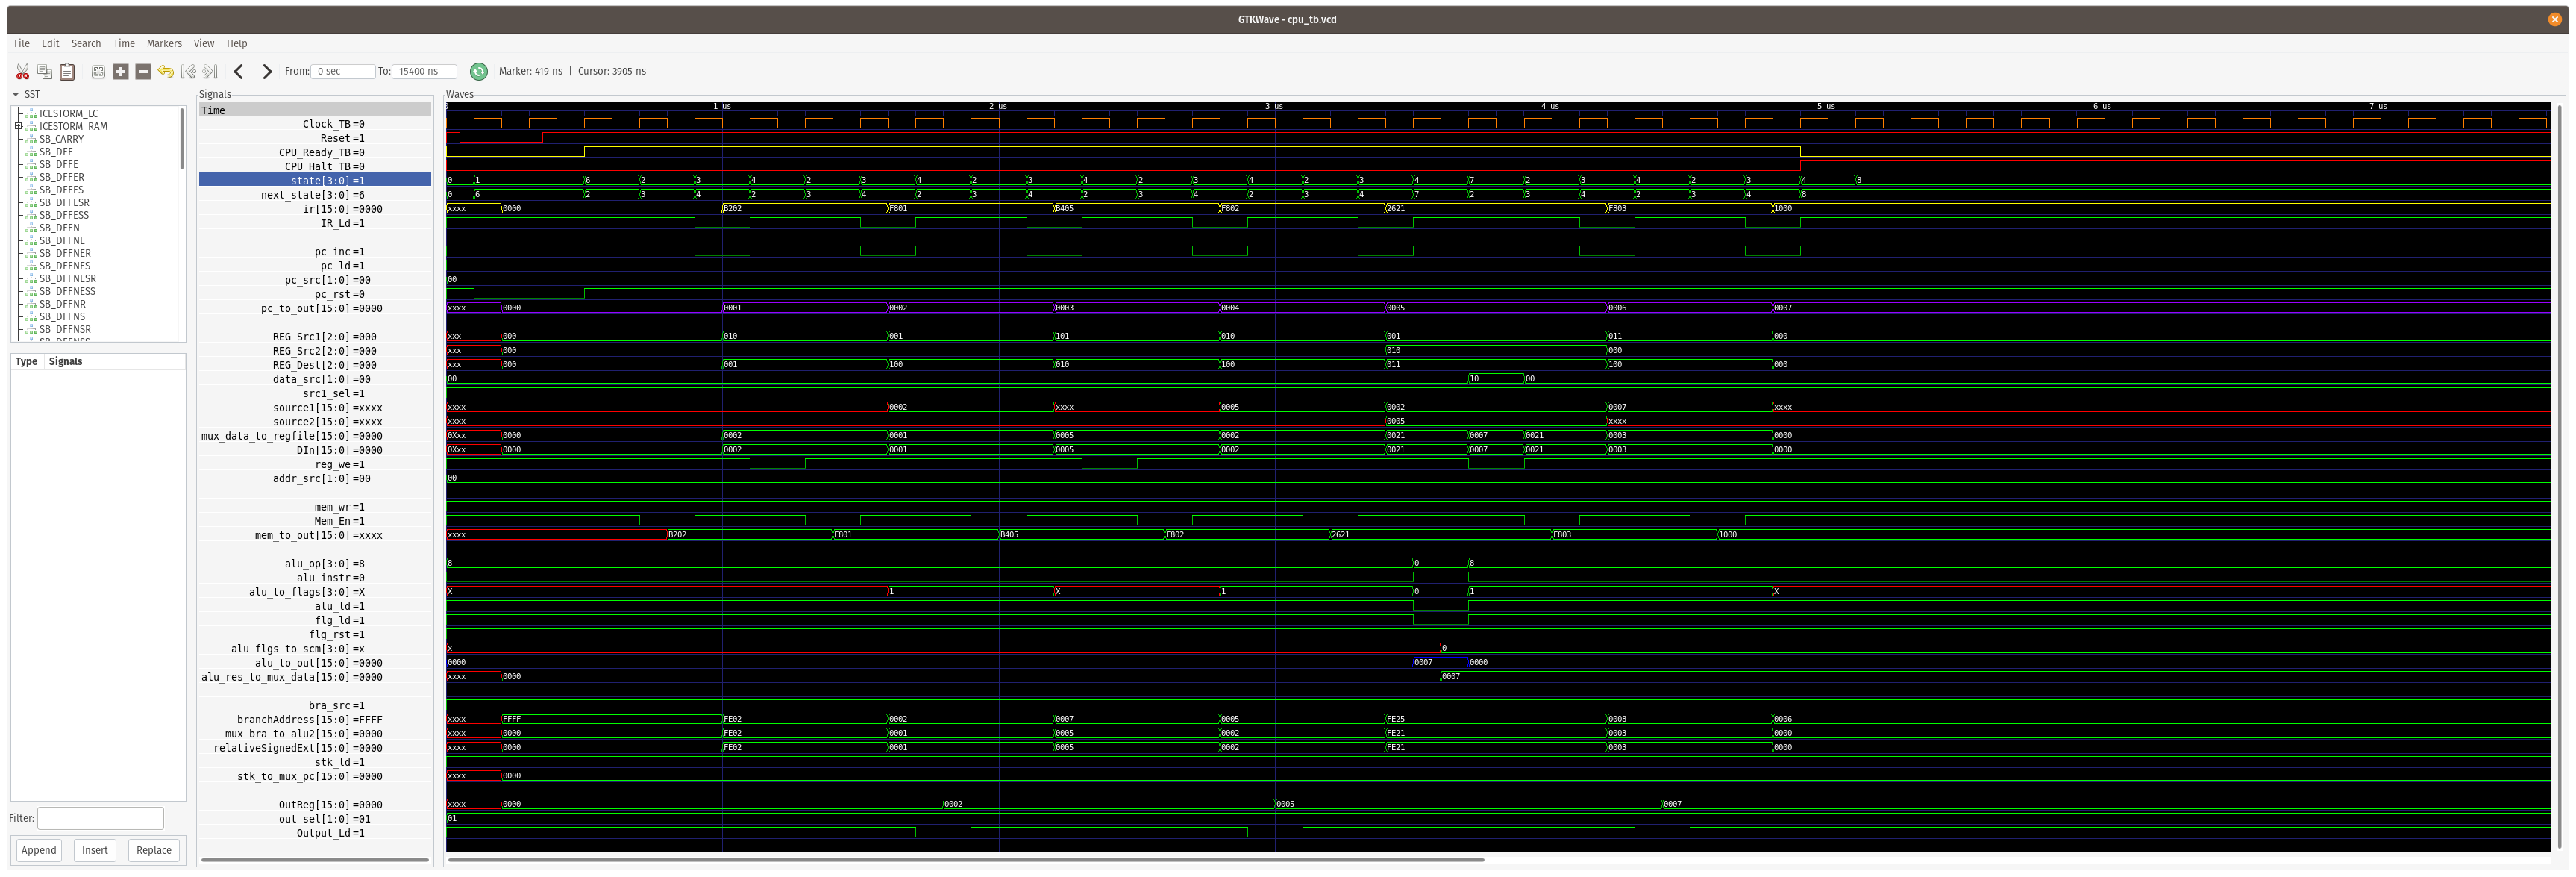 GTKWave - cpu_tb.vcd
File Edit Search Time Markers View Help
From: 0 sec To: 15400 ns Marker: 419 ns | Cursor: 3905 ns
SST
ICESTORM_LC
ICESTORM_RAM
SB_CARRY
SB_DFF
SB_DFFE
SB_DFFER
SB_DFFES
SB_DFFESR
SB_DFFESS
SB_DFFN
SB_DFFNE
SB_DFFNER
SB_DFFNES
SB_DFFNESR
SB_DFFNESS
SB_DFFNR
SB_DFFNS
SB_DFFNSR
Type Signals
Filter:
Append Insert Replace
Signals
Waves
Time 0 1 us 2 us 3 us 4 us 5 us 6 us 7 us
Clock_TB=0
Reset=1
CPU_Ready_TB=0
CPU_Halt_TB=0
state[3:0]=1 0 1 6 2 3 4 2 3 4 2 3 4 2 3 4 2 3 4 7 2 3 4 2 3 4 8
next_state[3:0]=6 0 6 2 3 4 2 3 4 2 3 4 2 3 4 2 3 4 7 2 3 4 2 3 4 8
ir[15:0]=0000 xxxx 0000 B202 F801 B405 F802 2621 F803 1000
IR_Ld=1
pc_inc=1
pc_ld=1
pc_src[1:0]=00 00
pc_rst=0
pc_to_out[15:0]=0000 xxxx 0000 0001 0002 0003 0004 0005 0006 0007
REG_Src1[2:0]=000 xxx 000 010 001 101 010 001 011 000
REG_Src2[2:0]=000 xxx 000 010 000
REG_Dest[2:0]=000 xxx 000 001 100 010 100 011 100 000
data_src[1:0]=00 00 10 00
src1_sel=1
source1[15:0]=xxxx xxxx 0002 xxxx 0005 0002 0007 xxxx
source2[15:0]=xxxx xxxx 0005 xxxx
mux_data_to_regfile[15:0]=0000 0Xxx 0000 0002 0001 0005 0002 0021 0007 0021 0003 0000
DIn[15:0]=0000 0Xxx 0000 0002 0001 0005 0002 0021 0007 0021 0003 0000
reg_we=1
addr_src[1:0]=00 00
mem_wr=1
Mem_En=1
mem_to_out[15:0]=xxxx xxxx B202 F801 B405 F802 2621 F803 1000
alu_op[3:0]=8 8 0 8
alu_instr=0
alu_to_flags[3:0]=X X 1 X 1 0 1 X
alu_ld=1
flg_ld=1
flg_rst=1
alu_flgs_to_scm[3:0]=x x 0
alu_to_out[15:0]=0000 0000 0007 0000
alu_res_to_mux_data[15:0]=0000 xxxx 0000 0007
bra_src=1
branchAddress[15:0]=FFFF xxxx FFFF FE02 0002 0007 0005 FE25 0008 0006
mux_bra_to_alu2[15:0]=0000 xxxx 0000 FE02 0001 0005 0002 FE21 0003 0000
relativeSignedExt[15:0]=0000 xxxx 0000 FE02 0001 0005 0002 FE21 0003 0000
stk_ld=1
stk_to_mux_pc[15:0]=0000 xxxx 0000
OutReg[15:0]=0000 xxxx 0000 0002 0005 0007
out_sel[1:0]=01 01
Output_Ld=1